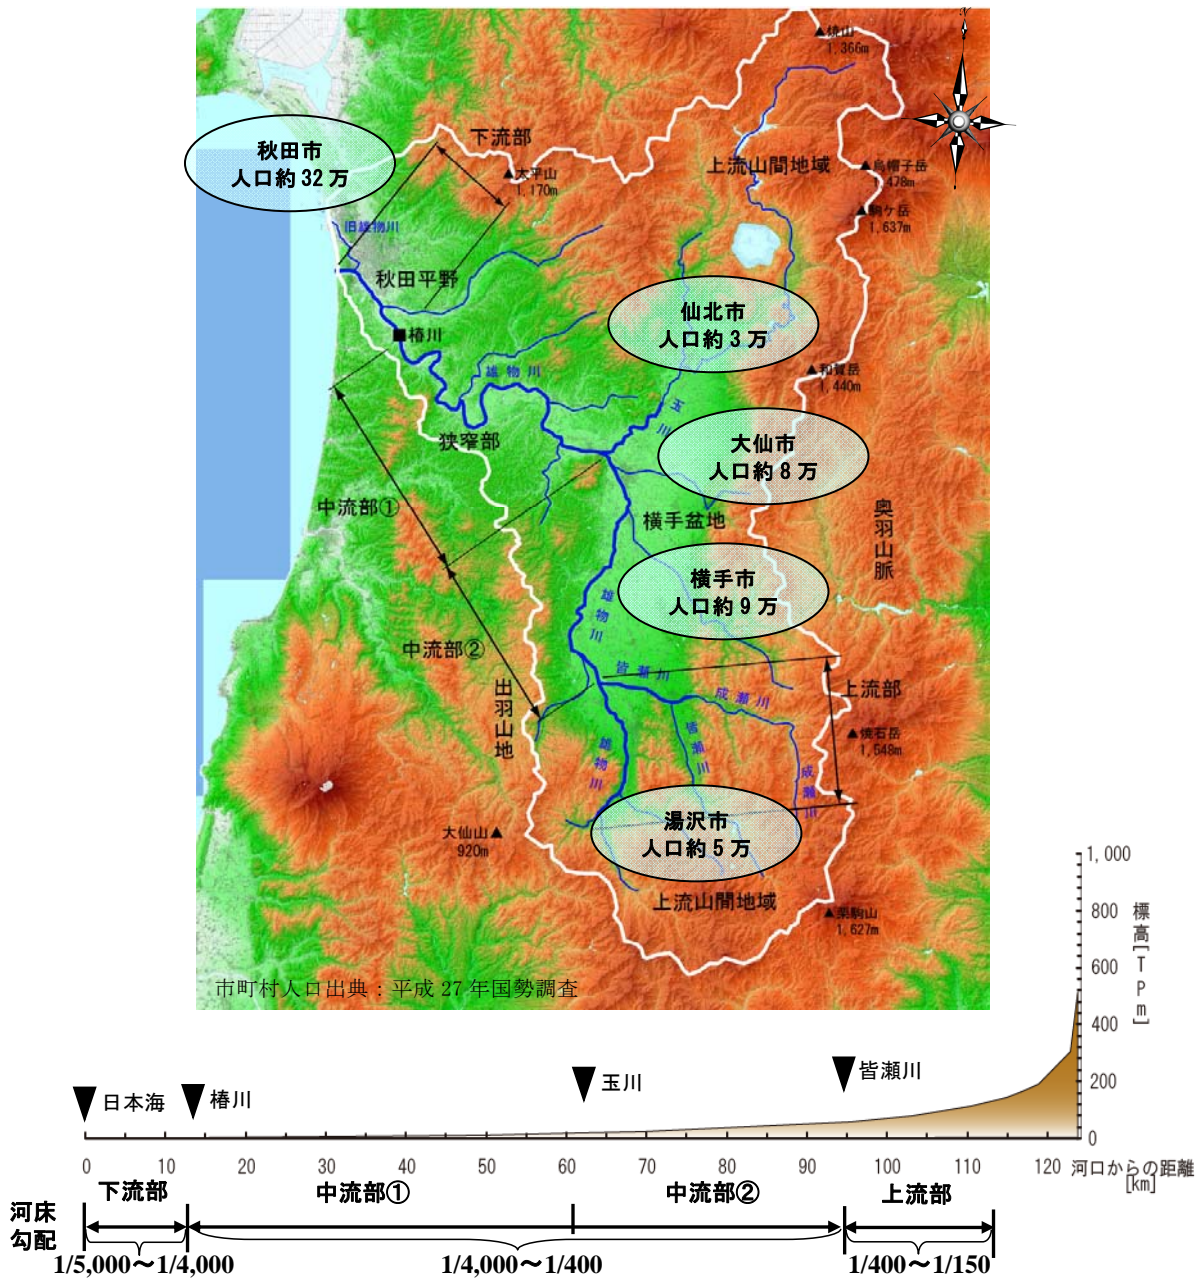 N
焼山
1,366m
下流部
秋田市
人口約 32 万
太平山
1,170m
上流山間地域
烏帽子岳
1,478m
駒ケ岳
1,637m
旧雄物川
秋田平野
仙北市
人口約 3 万
椿川
雄物川
和賀岳
1,440m
玉川
狭窄部
大仙市
人口約 8 万
中流部①
横手盆地
奥羽山脈
横手市
人口約 9 万
雄物川
中流部②
皆瀬川
成瀬川
上流部
出羽山地
皆瀬川
焼石岳
1,548m
雄物川
成瀬川
湯沢市
人口約 5 万
大仙山
920m
上流山間地域
栗駒山
1,627m
市町村人口出典：平成 27 年国勢調査
1,000
800
600
400
200
0
標高[TPm]
日本海
椿川
玉川
皆瀬川
0 10 20 30 40 50 60 70 80 90 100 110 120 河口からの距離
[km]
下流部 中流部① 中流部② 上流部
河床
勾配
1/5,000～1/4,000 1/4,000～1/400 1/400～1/150